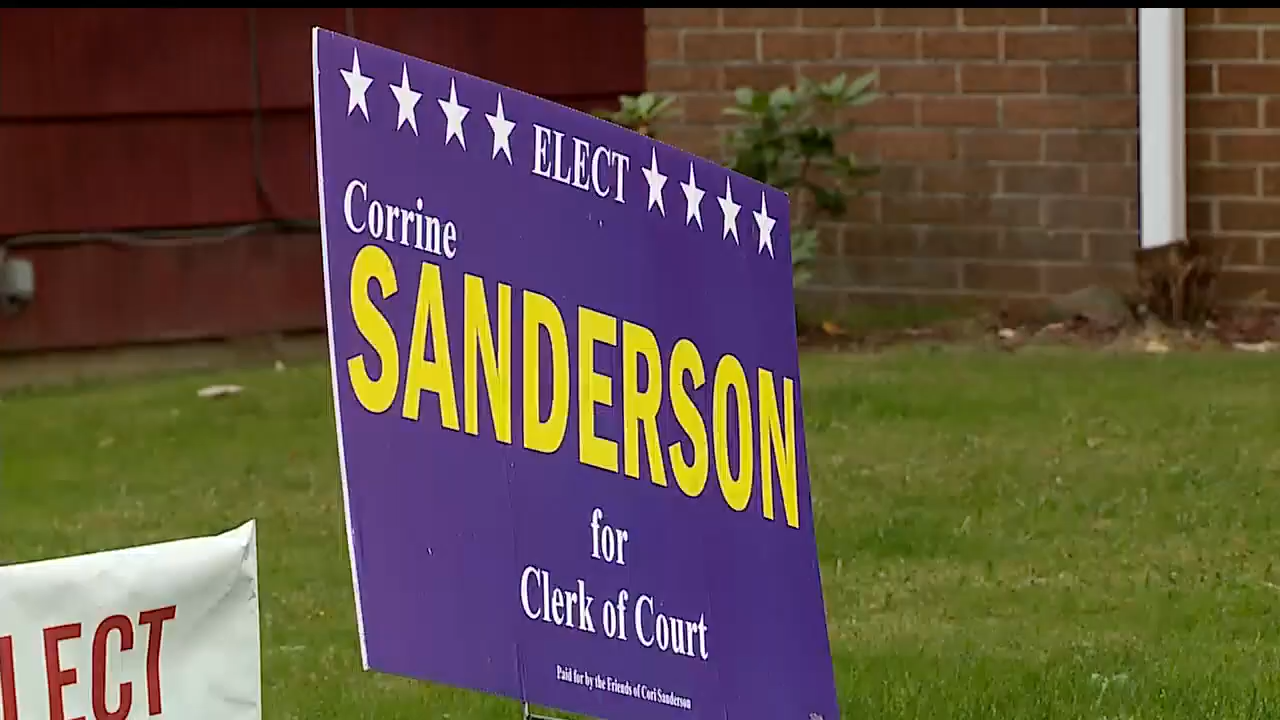 ELECT
Corrine
SANDERSON
for
Clerk of Court
Paid for by the Friends of Cori Sanderson
LECT